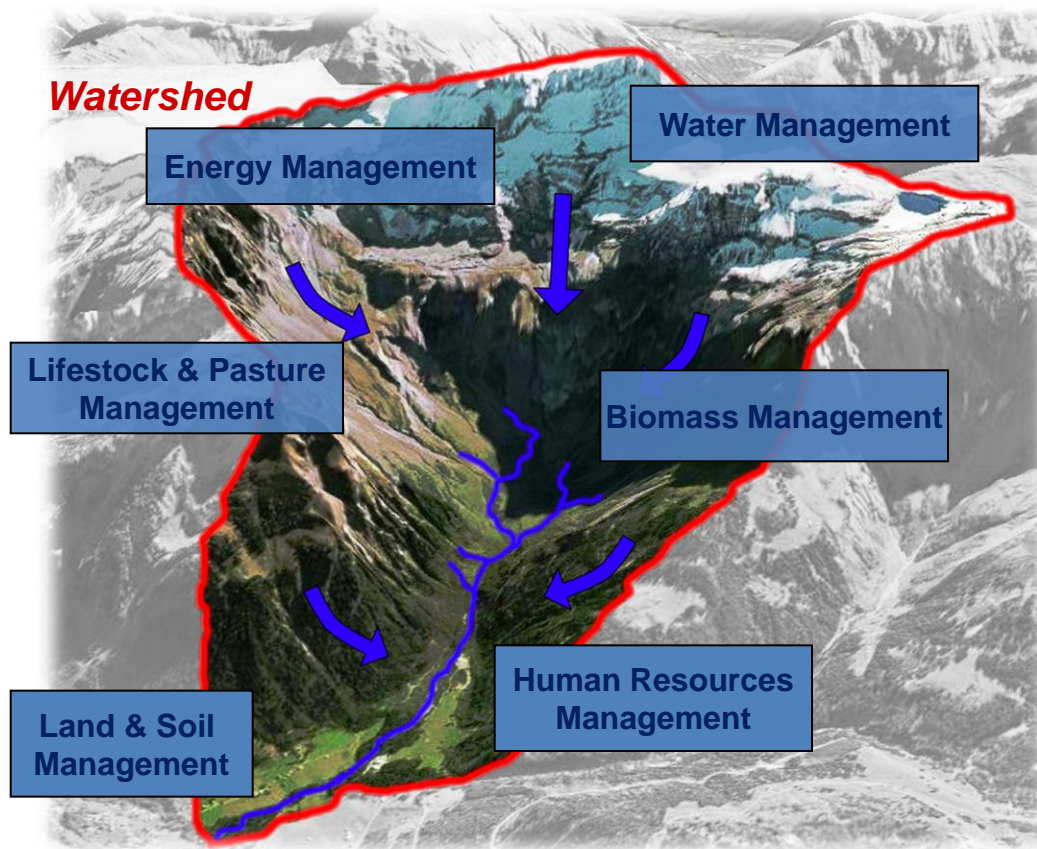 Watershed
Water Management
Energy Management
Lifestock & Pasture
Management
Biomass Management
Human Resources
Management
Land & Soil
Management